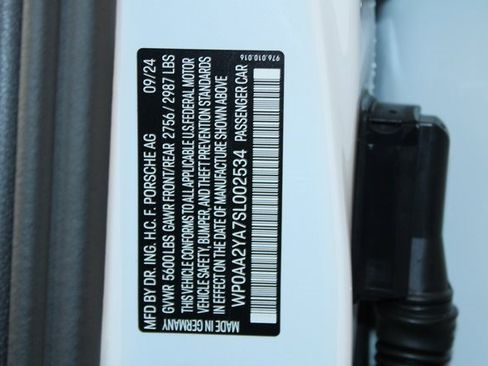 976.010.016
MFD BY DR. ING. H.C. F. PORSCHE AG 09/24
GVWR 5600LBS GAWR FRONT/REAR 2756 / 2987 LBS
THIS VEHICLE CONFORMS TO ALL APPLICABLE U.S.FEDERAL MOTOR
VEHICLE SAFETY, BUMPER, AND THEFT PREVENTION STANDARDS
IN EFFECT ON THE DATE OF MANUFACTURE SHOWN ABOVE
WP0AA2YA7SL002534 PASSENGER CAR
MADE IN GERMANY